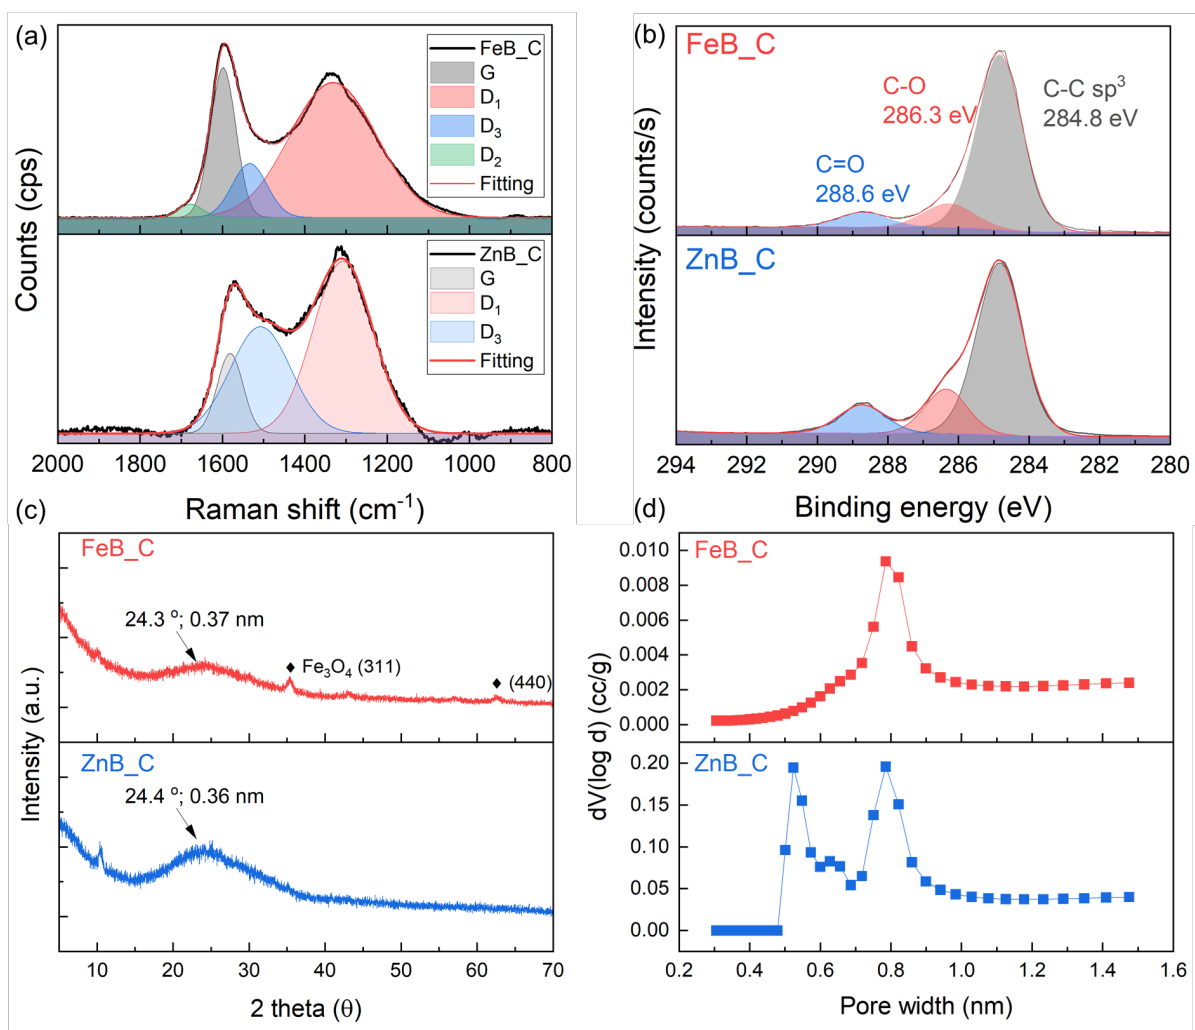 (a)
FeB_C
G
D₁
D₃
D₂
Fitting
ZnB_C
G
D₁
D₃
Fitting
Counts (cps)
2000 1800 1600 1400 1200 1000 800
Raman shift (cm⁻¹)
(b)
FeB_C
C-O
286.3 eV
C-C sp³
284.8 eV
C=O
288.6 eV
ZnB_C
Intensity (counts/s)
294 292 290 288 286 284 282 280
Binding energy (eV)
(c)
FeB_C
24.3 º; 0.37 nm
♦ Fe₃O₄ (311)
♦ (440)
ZnB_C
24.4 º; 0.36 nm
Intensity (a.u.)
10 20 30 40 50 60 70
2 theta (θ)
(d)
FeB_C
0.010
0.008
0.006
0.004
0.002
0.000
ZnB_C
0.20
0.15
0.10
0.05
0.00
dV(log d) (cc/g)
0.2 0.4 0.6 0.8 1.0 1.2 1.4 1.6
Pore width (nm)